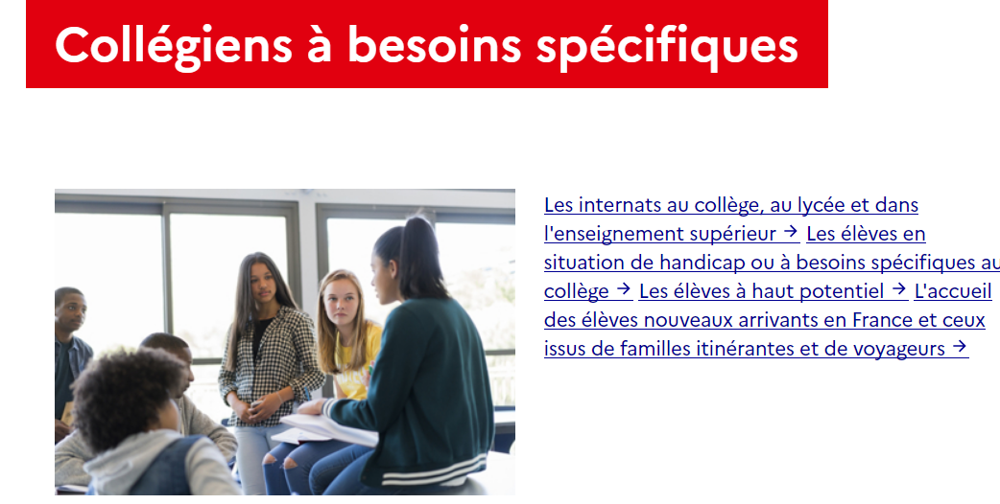 Collégiens à besoins spécifiques
Les internats au collège, au lycée et dans
l'enseignement supérieur → Les élèves en
situation de handicap ou à besoins spécifiques au
collège → Les élèves à haut potentiel → L'accueil
des élèves nouveaux arrivants en France et ceux
issus de familles itinérantes et de voyageurs →